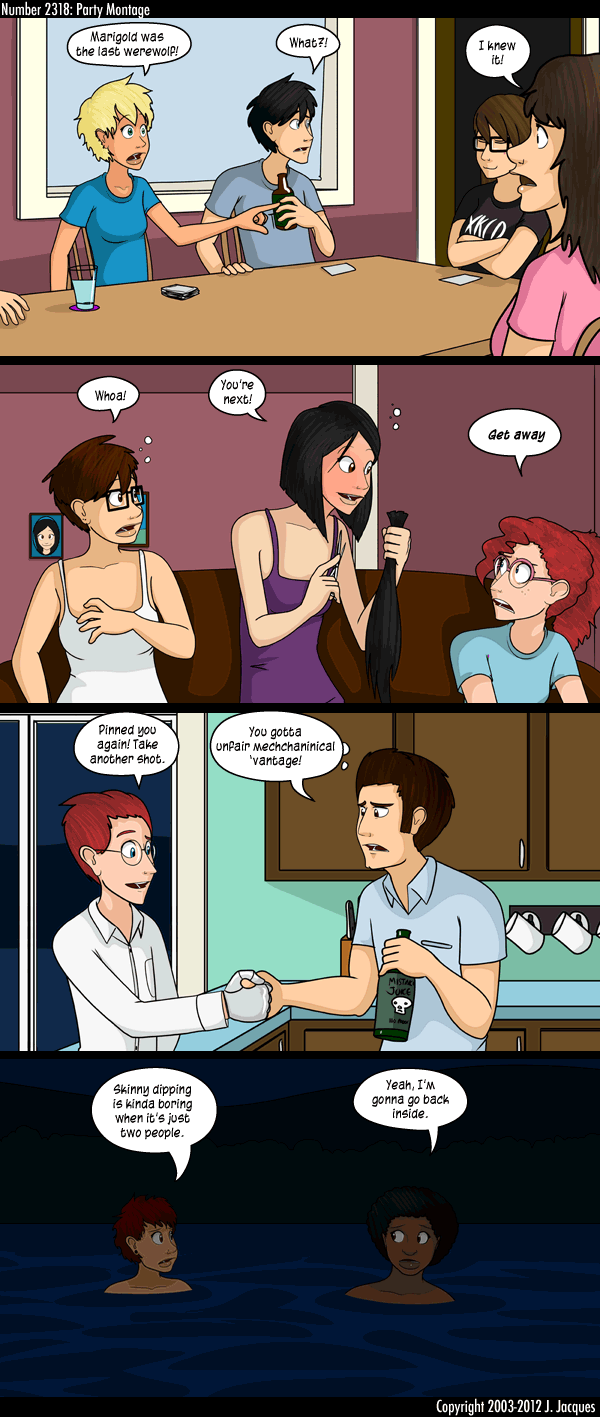 Number 2318: Party Montage
Marigold was
the last werewolf!
What?!
I knew
it!
XKCD
Whoa!
You're
next!
Get away
Pinned you
again! Take
another shot.
You gotta
unfair mechchaninical
'vantage!
MISTAK
JUICE
Skinny dipping
is kinda boring
when it's just
two people.
Yeah, I'm
gonna go back
inside.
Copyright 2003-2012 J. Jacques